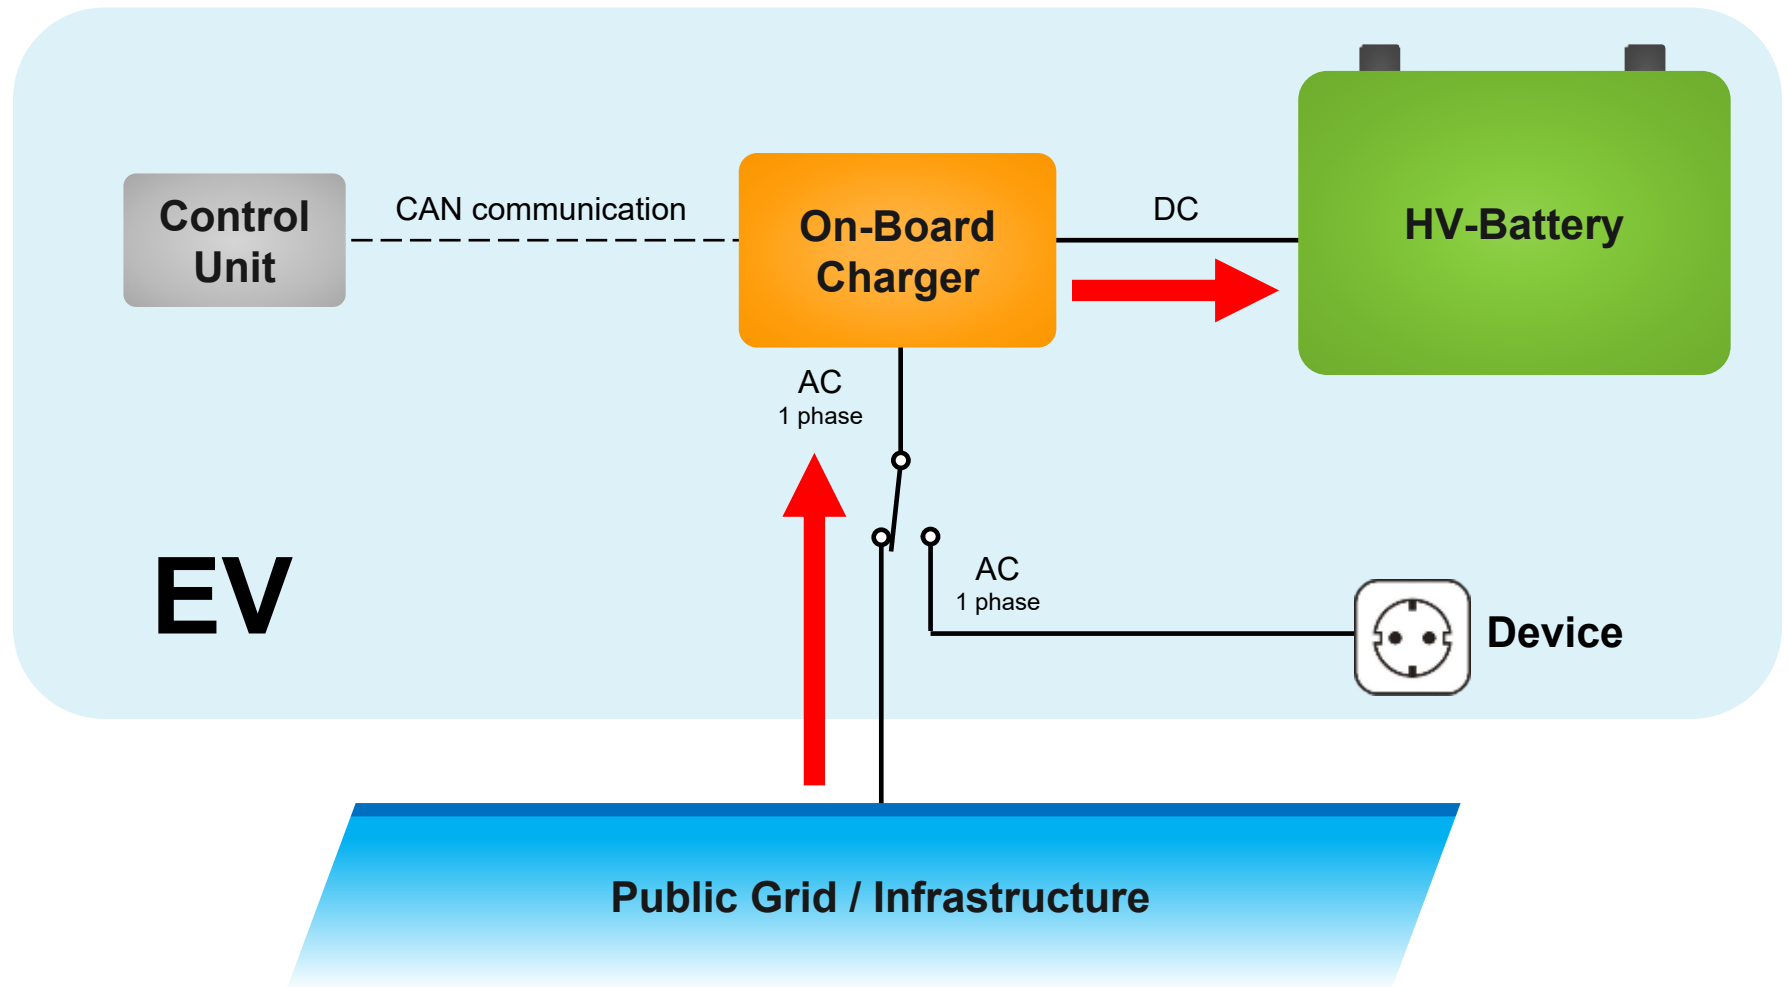 Control
Unit
CAN communication
On-Board
Charger
DC
HV-Battery
AC
1 phase
EV
AC
1 phase
Device
Public Grid / Infrastructure